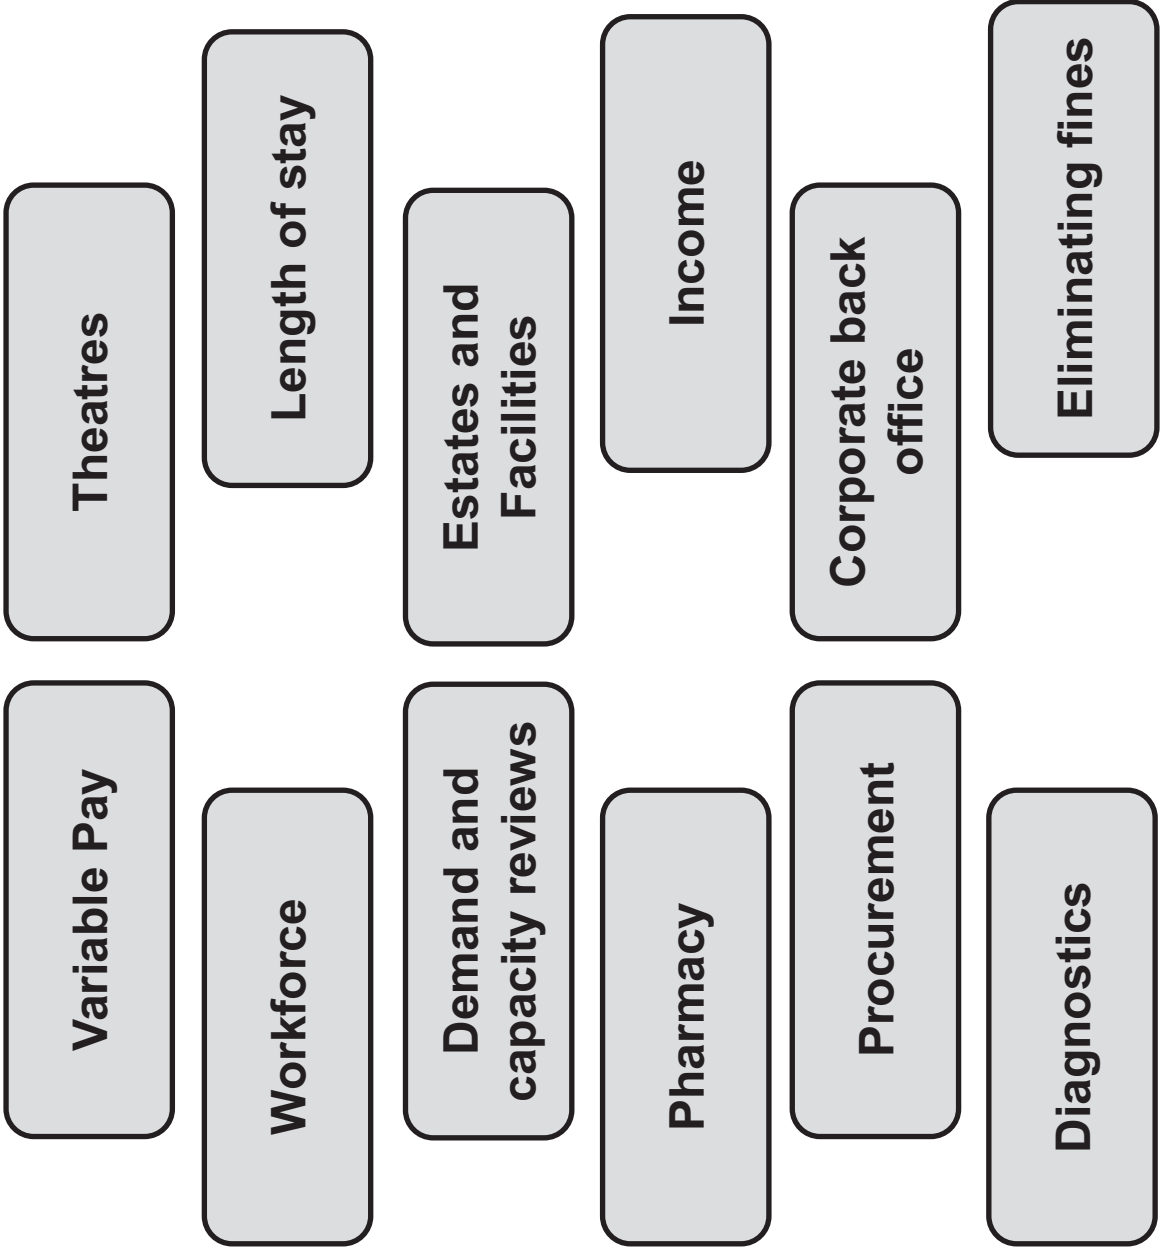 Variable Pay
Theatres
Workforce
Length of stay
Demand and
capacity reviews
Estates and
Facilities
Pharmacy
Income
Procurement
Corporate back
office
Diagnostics
Eliminating fines